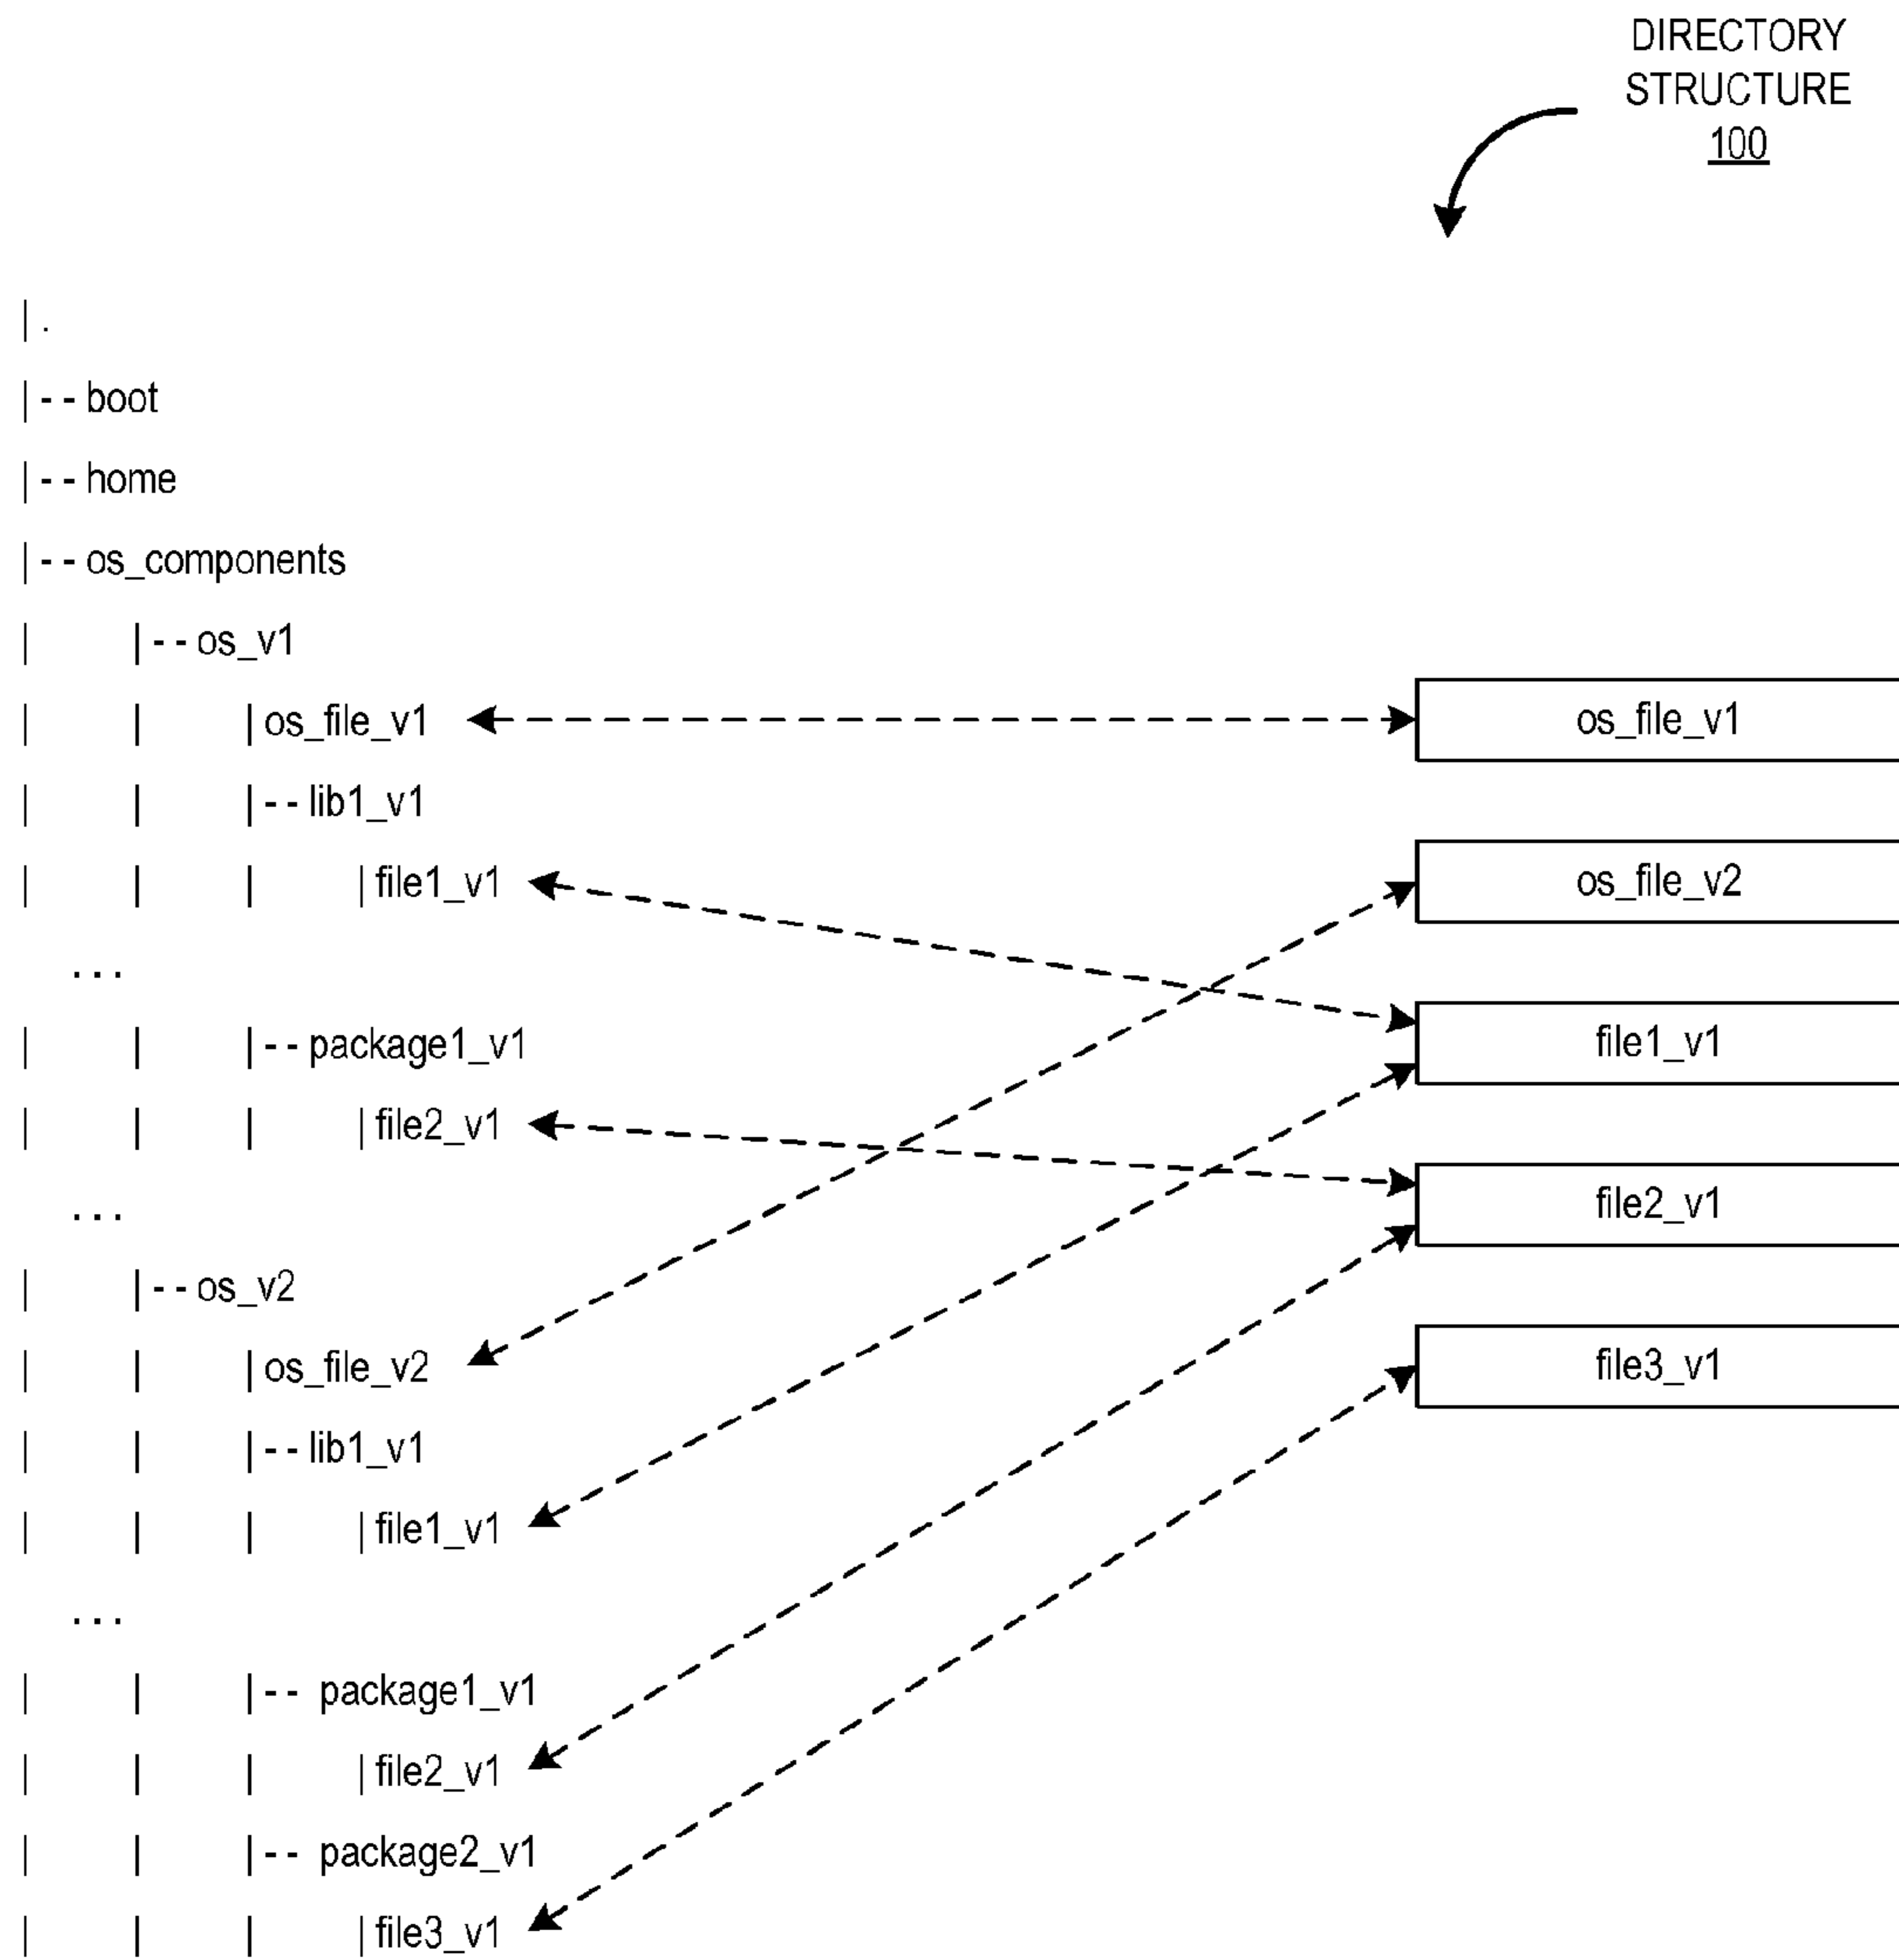 DIRECTORY
STRUCTURE
100
| .
|-- boot
|-- home
|-- os_components
| |-- os_v1
| | | os_file_v1
os_file_v1
| | |-- lib1_v1
| | | | file1_v1
os_file_v2
...
| | |-- package1_v1
file1_v1
| | | | file2_v1
file2_v1
...
| |-- os_v2
| | | os_file_v2
file3_v1
| | |-- lib1_v1
| | | | file1_v1
...
| | |-- package1_v1
| | | | file2_v1
| | |-- package2_v1
| | | | file3_v1